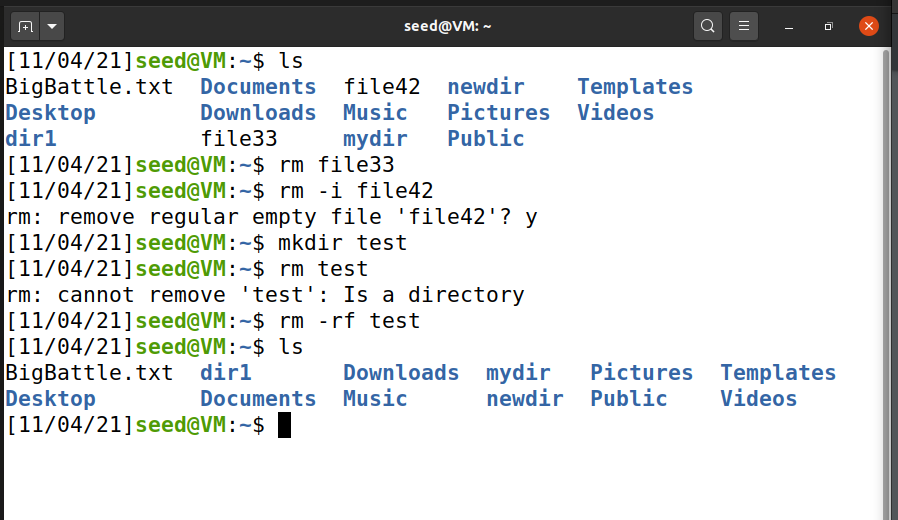 seed@VM: ~
[11/04/21]seed@VM:~$ ls
BigBattle.txt  Documents  file42  newdir    Templates
Desktop        Downloads  Music   Pictures  Videos
dir1           file33     mydir   Public
[11/04/21]seed@VM:~$ rm file33
[11/04/21]seed@VM:~$ rm -i file42
rm: remove regular empty file 'file42'? y
[11/04/21]seed@VM:~$ mkdir test
[11/04/21]seed@VM:~$ rm test
rm: cannot remove 'test': Is a directory
[11/04/21]seed@VM:~$ rm -rf test
[11/04/21]seed@VM:~$ ls
BigBattle.txt  dir1       Downloads  mydir   Pictures  Templates
Desktop        Documents  Music      newdir  Public    Videos
[11/04/21]seed@VM:~$